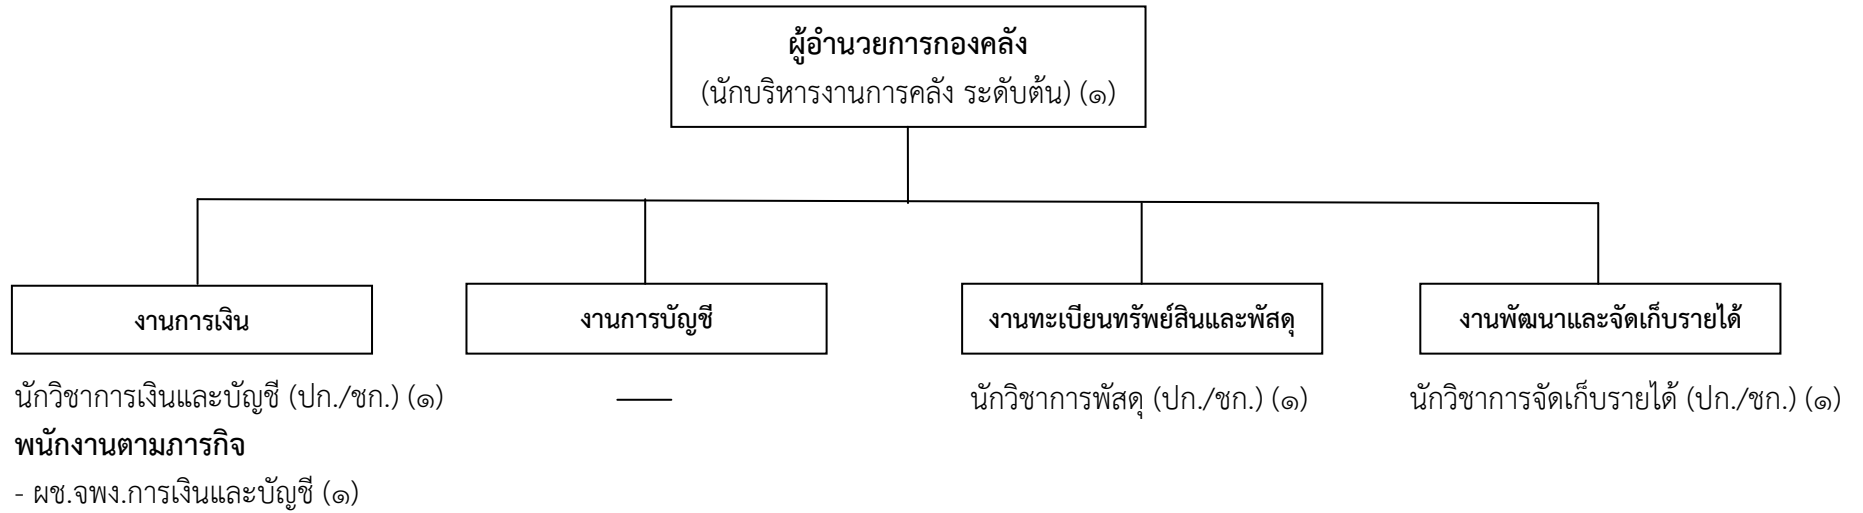 ผู้อำนวยการกองคลัง
(นักบริหารงานการคลัง ระดับต้น) (๑)
งานการเงิน
งานการบัญชี
งานทะเบียนทรัพย์สินและพัสดุ
งานพัฒนาและจัดเก็บรายได้
นักวิชาการเงินและบัญชี (ปก./ชก.) (๑)
นักวิชาการพัสดุ (ปก./ชก.) (๑)
นักวิชาการจัดเก็บรายได้ (ปก./ชก.) (๑)
พนักงานตามภารกิจ
- ผช.จพง.การเงินและบัญชี (๑)